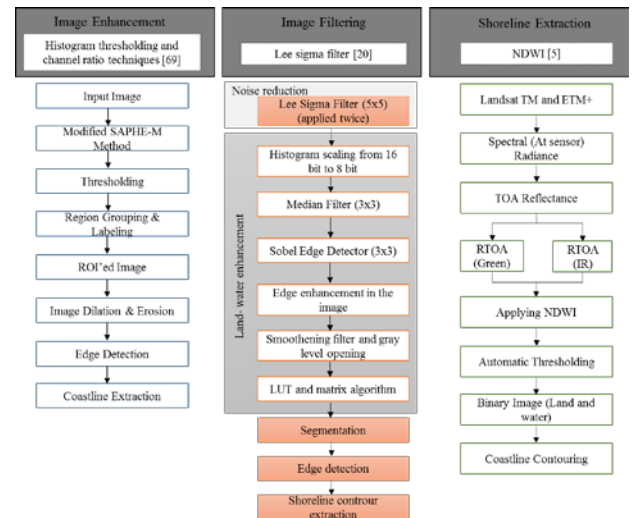 Image Enhancement
Histogram thresholding and
channel ratio techniques [69]
Input Image
Modified SAPHE-M
Method
Thresholding
Region Grouping &
Labeling
ROI'ed Image
Image Dilation & Erosion
Edge Detection
Coastline Extraction
Image Filtering
Lee sigma filter [20]
Noise reduction
Lee Sigma Filter (5x5)
(applied twice)
Land- water enhancement
Histogram scaling from 16
bit to 8 bit
Median Filter (3x3)
Sobel Edge Detector (3x3)
Edge enhancement in the
image
Smoothening filter and gray
level opening
LUT and matrix algorithm
Segmentation
Edge detection
Shoreline controur
extraction
Shoreline Extraction
NDWI [5]
Landsat TM and ETM+
Spectral (At sensor)
Radiance
TOA Reflectance
RTOA
(Green)
RTOA
(IR)
Applying NDWI
Automatic Thresholding
Binary Image (Land and
water)
Coastline Contouring